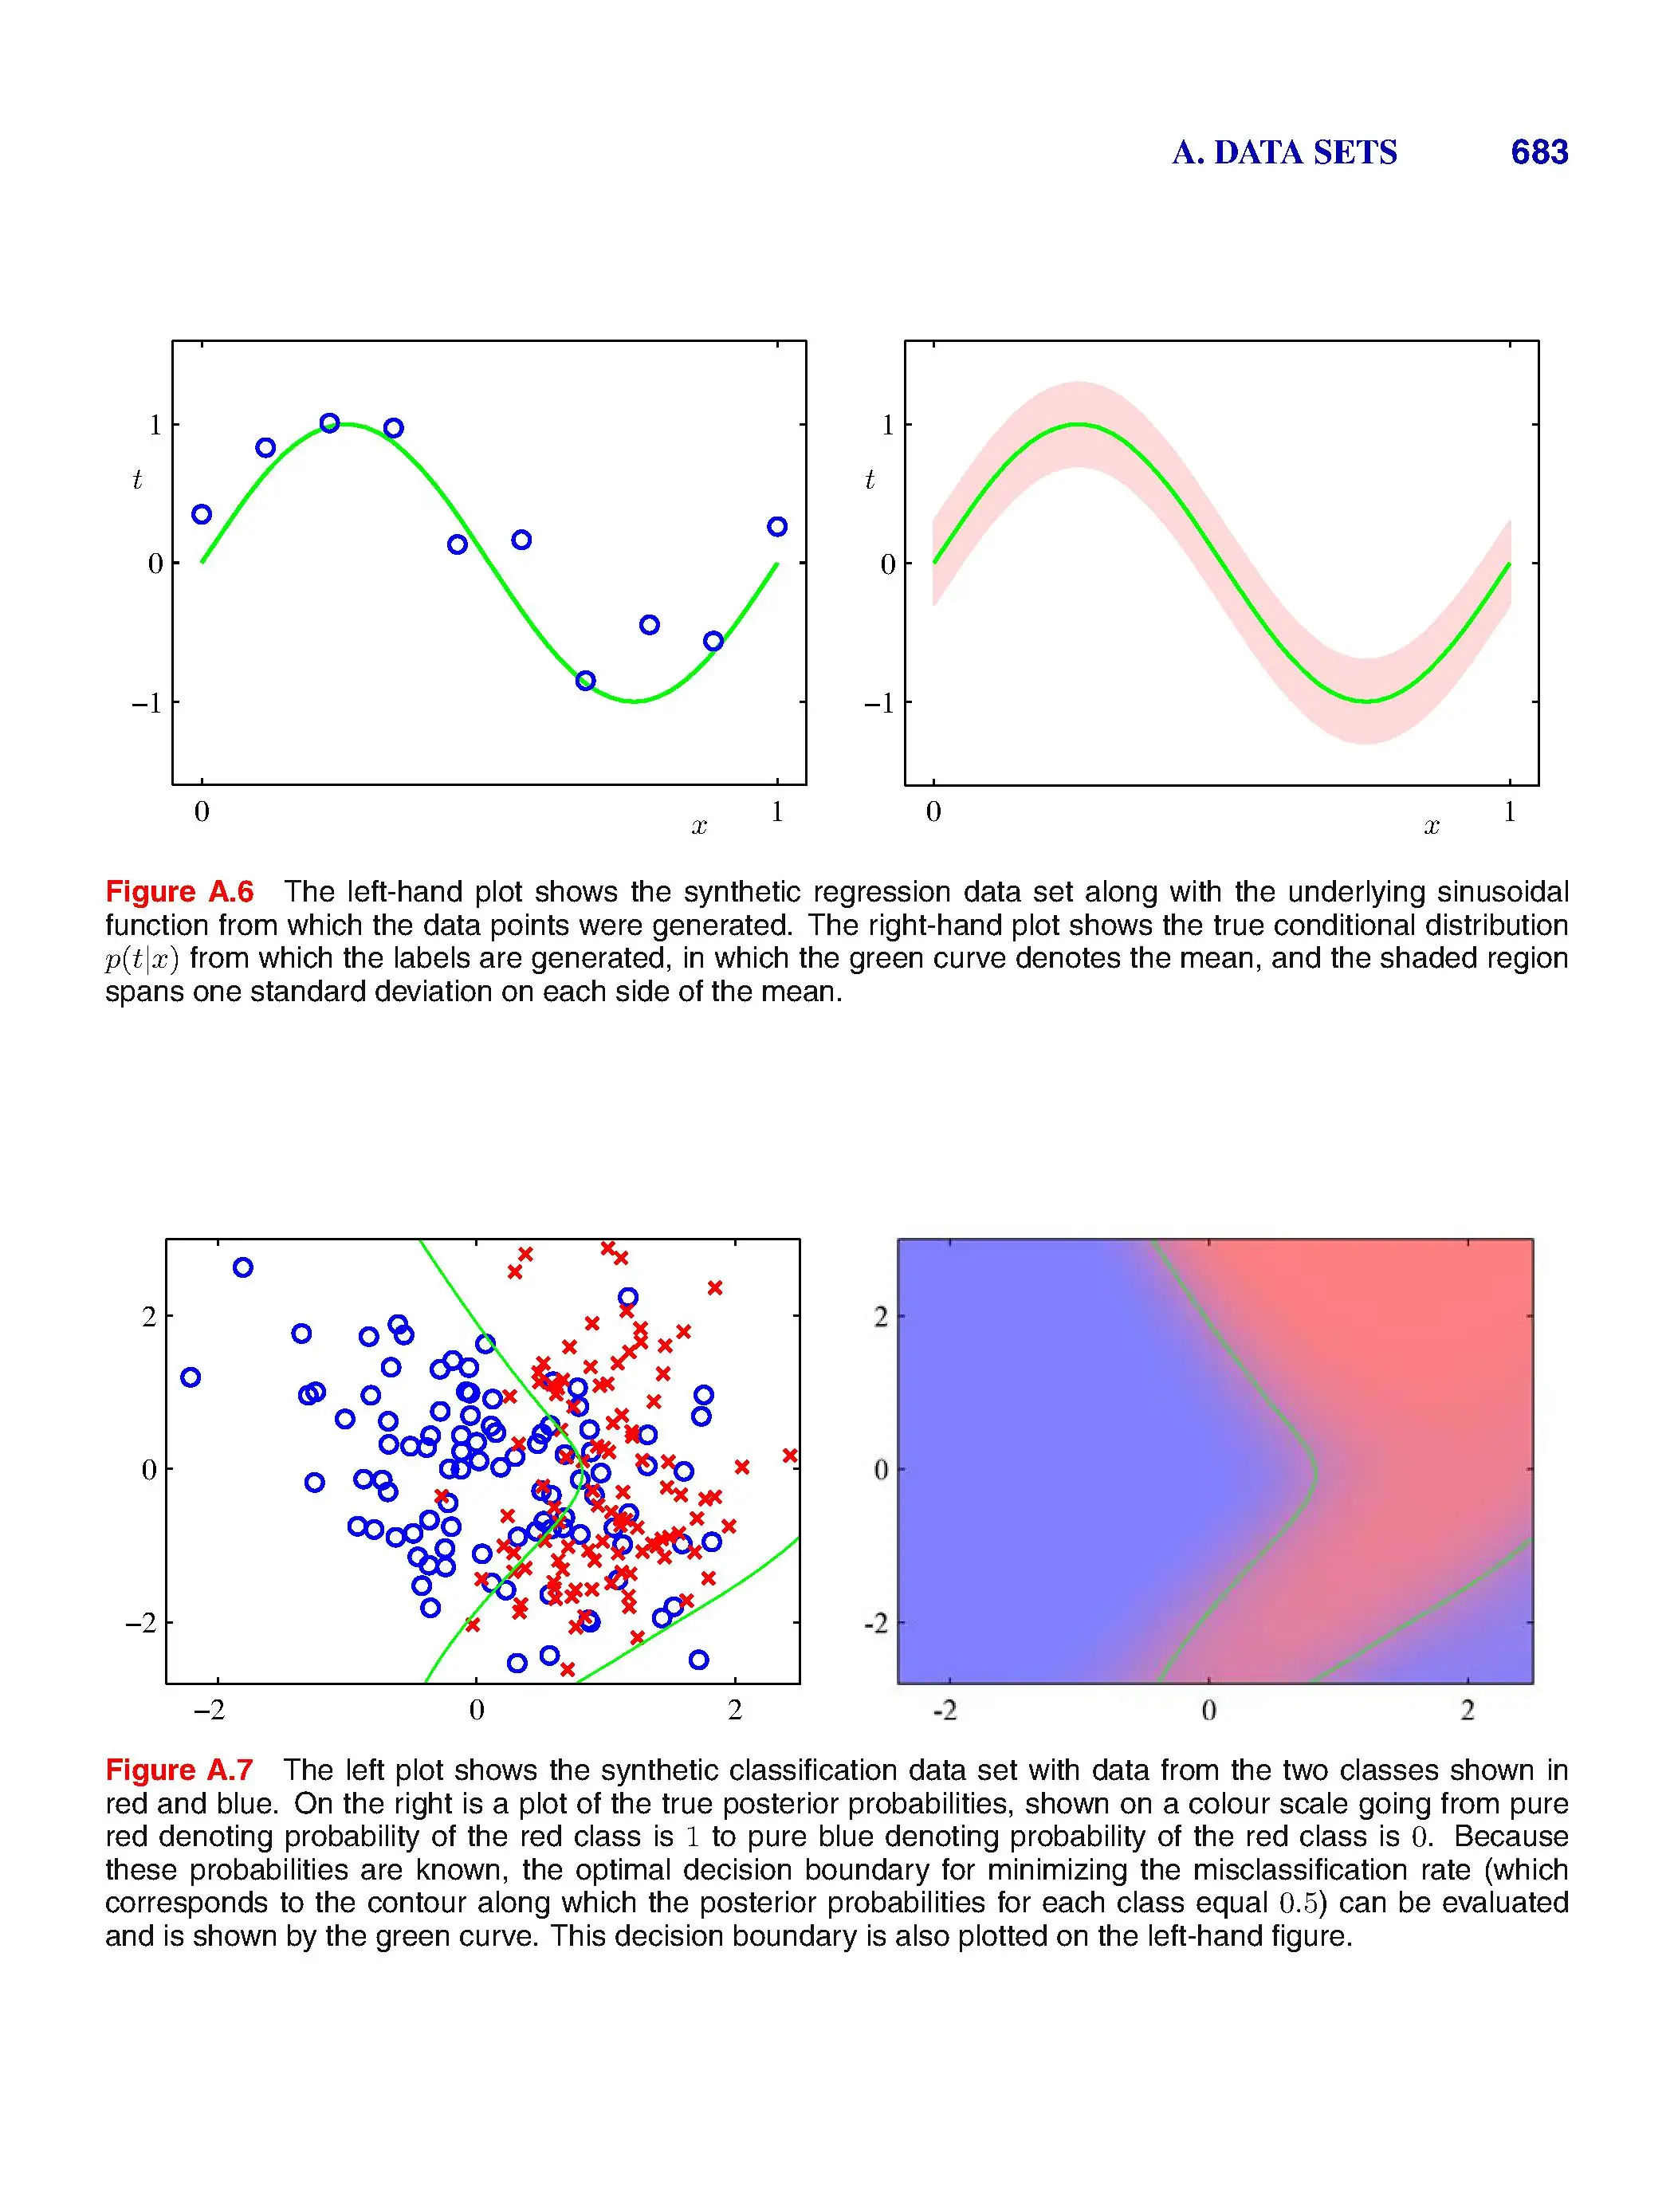 A. DATA SETS 683
1
t
0
−1
0
x
1
1
t
0
−1
0
x
1
Figure A.6 The left-hand plot shows the synthetic regression data set along with the underlying sinusoidal
function from which the data points were generated. The right-hand plot shows the true conditional distribution
p(t|x) from which the labels are generated, in which the green curve denotes the mean, and the shaded region
spans one standard deviation on each side of the mean.
2
0
−2
−2 0 2
2
0
-2
-2 0 2
Figure A.7 The left plot shows the synthetic classification data set with data from the two classes shown in
red and blue. On the right is a plot of the true posterior probabilities, shown on a colour scale going from pure
red denoting probability of the red class is 1 to pure blue denoting probability of the red class is 0. Because
these probabilities are known, the optimal decision boundary for minimizing the misclassification rate (which
corresponds to the contour along which the posterior probabilities for each class equal 0.5) can be evaluated
and is shown by the green curve. This decision boundary is also plotted on the left-hand figure.